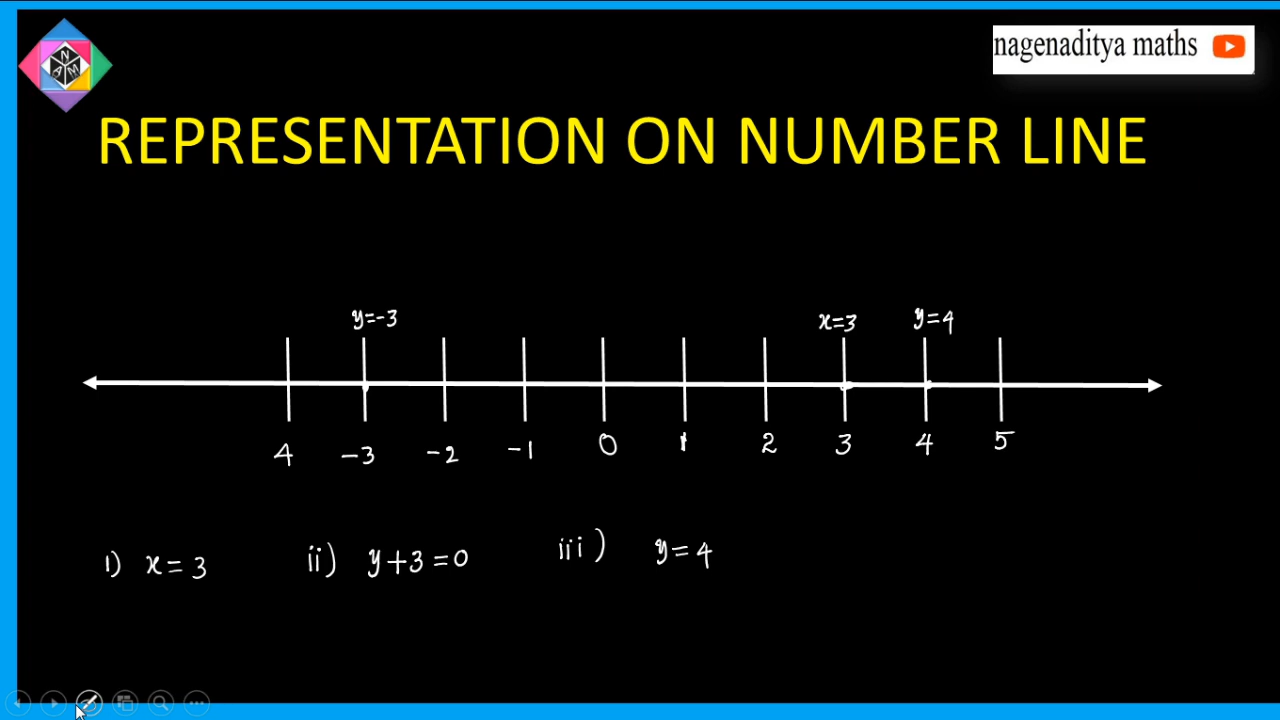 N
A M
nagenaditya maths
REPRESENTATION ON NUMBER LINE
y=-3 x=3 y=4
4 -3 -2 -1 0 1 2 3 4 5
i) x=3 ii) y+3=0 iii) y=4